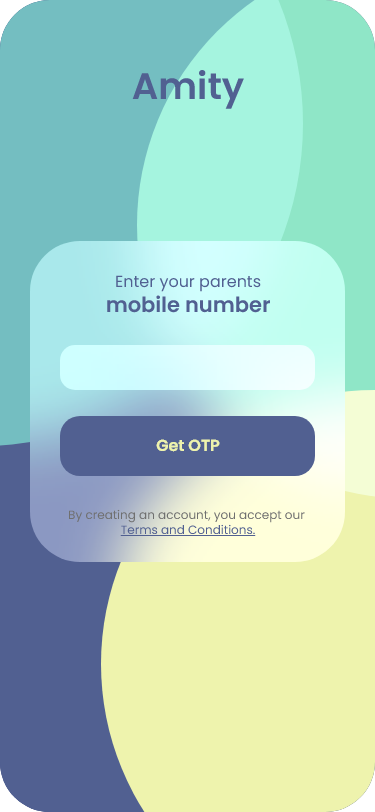 Amity
Enter your parents
mobile number
Get OTP
By creating an account, you accept our
Terms and Conditions.